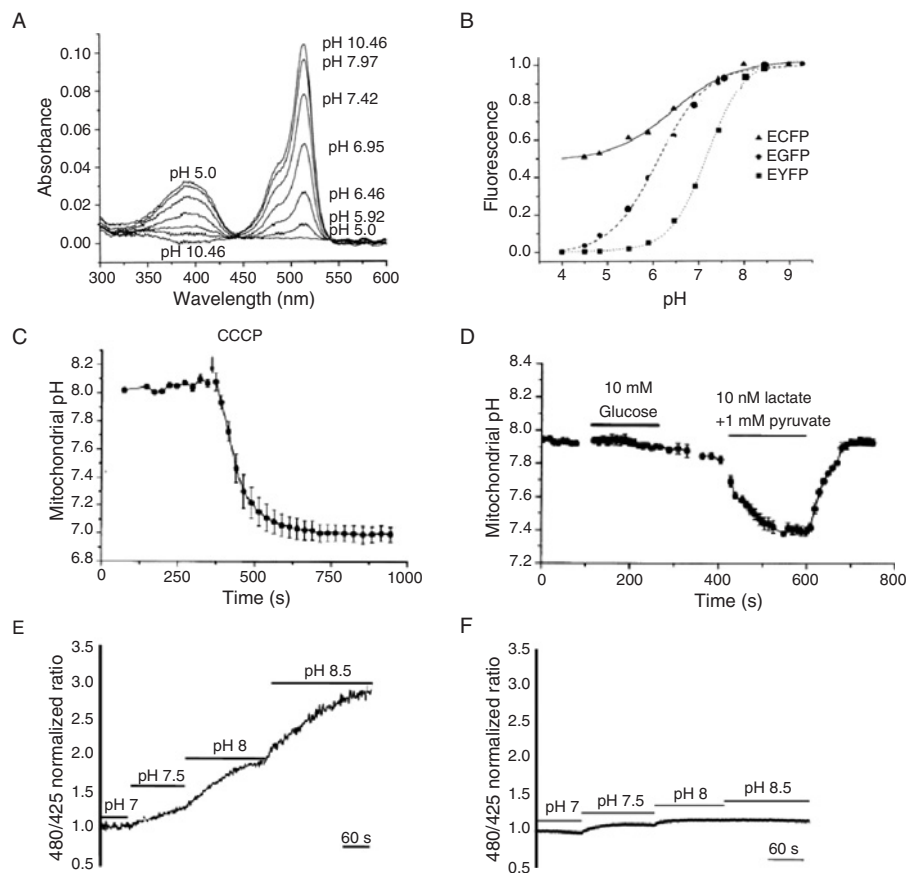 A
pH 10.46
pH 7.97
pH 7.42
pH 6.95
pH 6.46
pH 5.92
pH 5.0
pH 5.0
pH 10.46
Absorbance
0.10
0.08
0.06
0.04
0.02
0.00
300 350 400 450 500 550 600
Wavelength (nm)
B
Fluorescence
1.0
0.8
0.6
0.4
0.2
0.0
ECFP
EGFP
EYFP
4 5 6 7 8 9
pH
C
CCCP
Mitochondrial pH
8.2
8.0
7.8
7.6
7.4
7.2
7.0
6.8
0 250 500 750 1000
Time (s)
D
Mitochondrial pH
8.4
8.2
8.0
7.8
7.6
7.4
7.2
10 mM
Glucose
10 nM lactate
+1 mM pyruvate
0 200 400 600 800
Time (s)
E
480/425 normalized ratio
3.5
3.0
2.5
2.0
1.5
1.0
0.5
pH 7
pH 7.5
pH 8
pH 8.5
60 s
F
480/425 normalized ratio
3.5
3.0
2.5
2.0
1.5
1.0
0.5
pH 7
pH 7.5
pH 8
pH 8.5
60 s